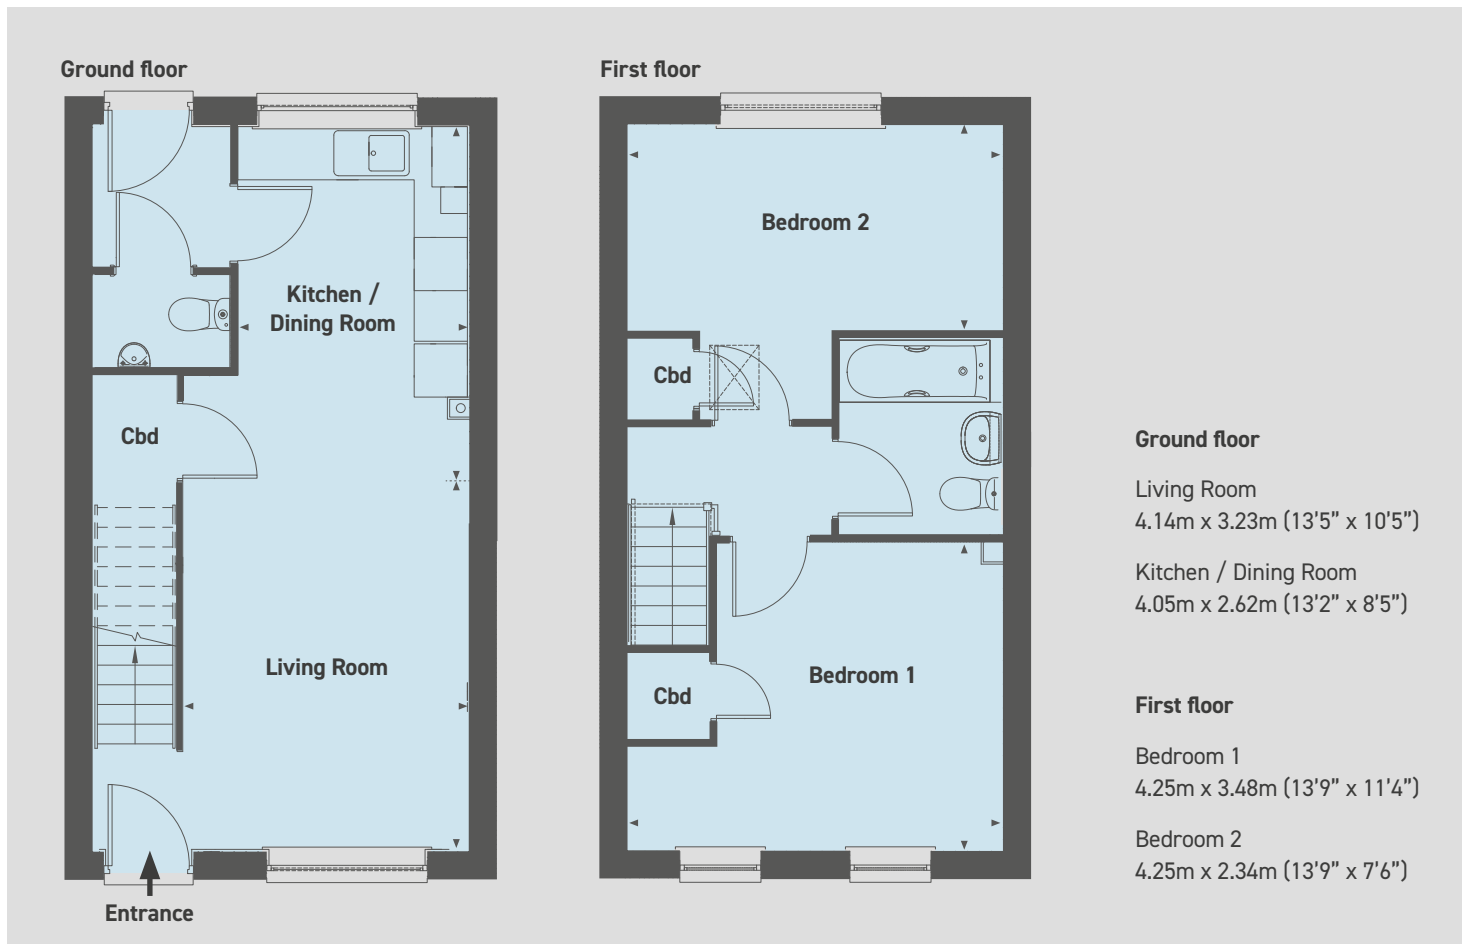 Ground floor
Kitchen /
Dining Room
Cbd
Living Room
Entrance
First floor
Bedroom 2
Cbd
Bedroom 1
Cbd
Ground floor
Living Room
4.14m x 3.23m (13’5” x 10’5”)
Kitchen / Dining Room
4.05m x 2.62m (13’2” x 8’5”)
First floor
Bedroom 1
4.25m x 3.48m (13’9” x 11’4”)
Bedroom 2
4.25m x 2.34m (13’9” x 7’6”)